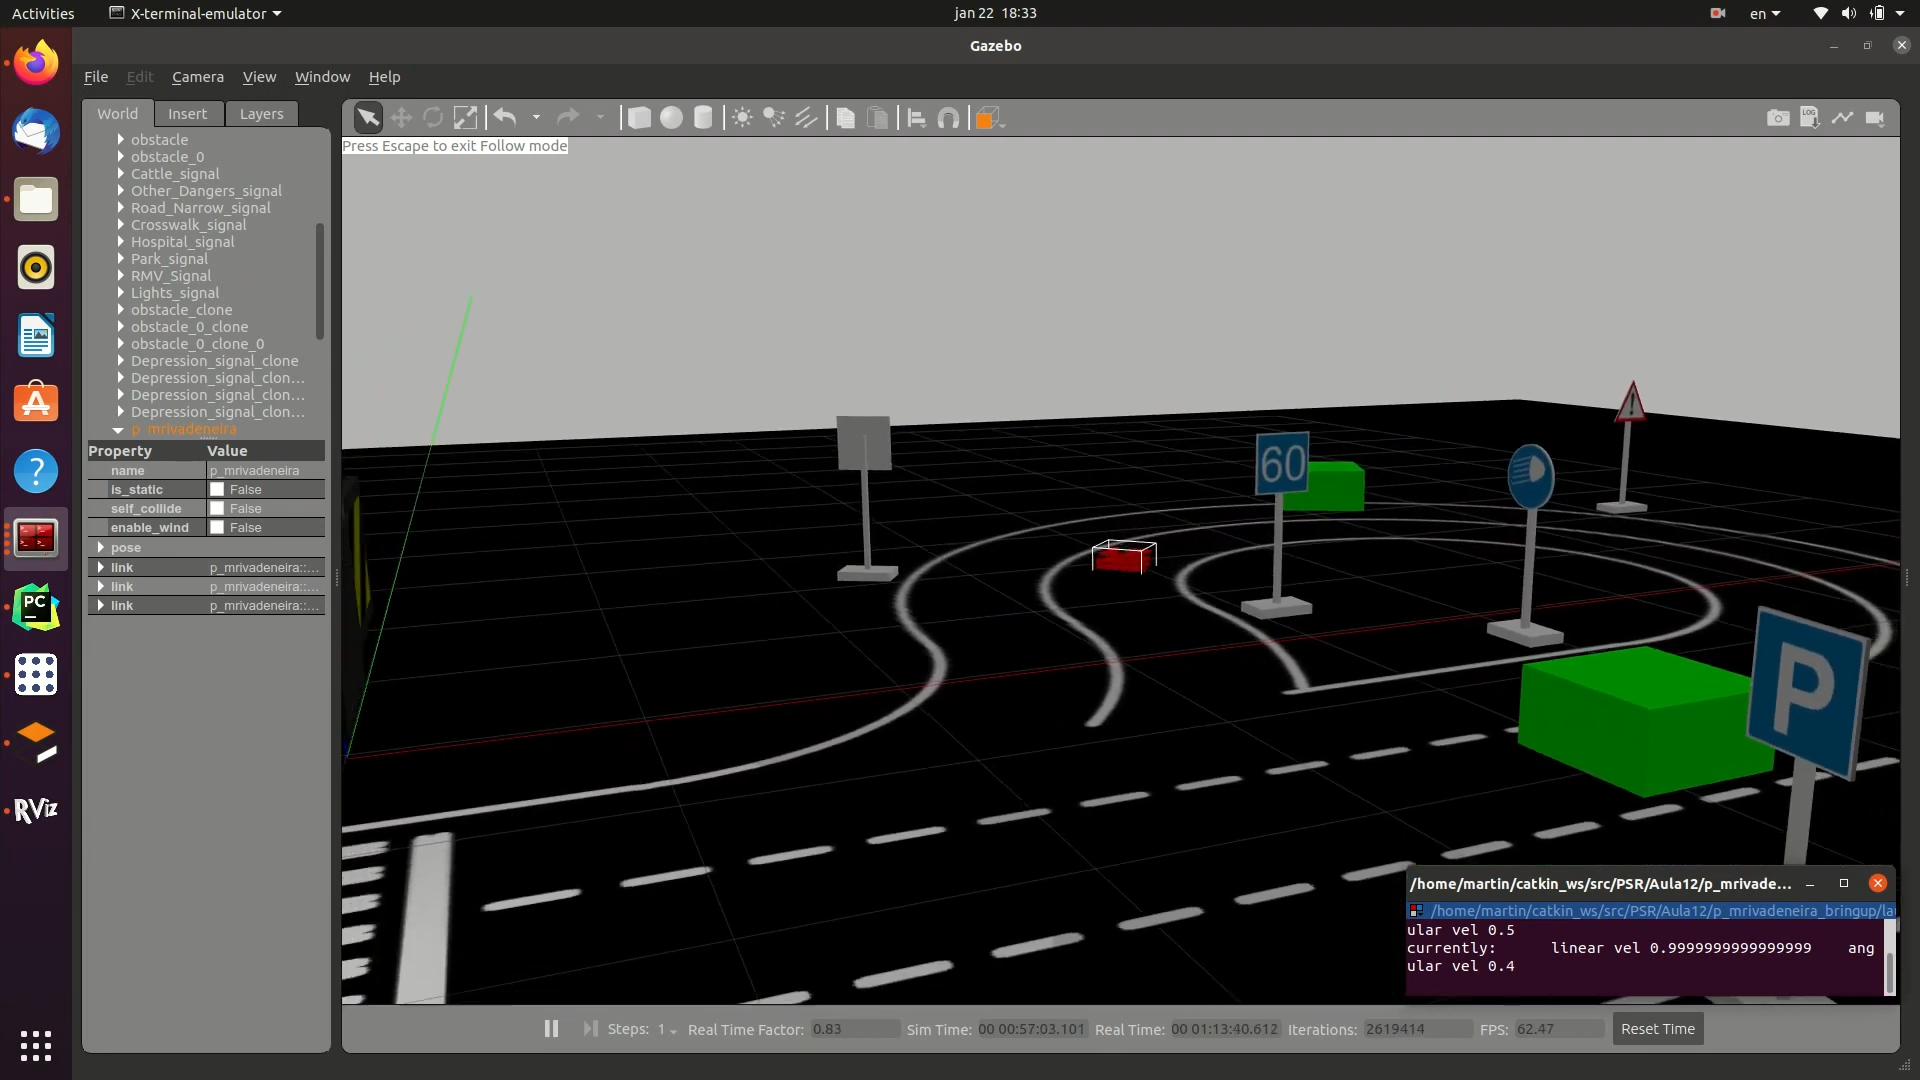 Activities X-terminal-emulator jan 22 18:33 en
Gazebo
File Edit Camera View Window Help
World Insert Layers
Press Escape to exit Follow mode
obstacle
obstacle_0
Cattle_signal
Other_Dangers_signal
Road_Narrow_signal
Crosswalk_signal
Hospital_signal
Park_signal
RMV_Signal
Lights_signal
obstacle_clone
obstacle_0_clone
obstacle_0_clone_0
Depression_signal_clone
Depression_signal_clon...
Depression_signal_clon...
Depression_signal_clon...
p_mrivadeneira
Property Value
name p_mrivadeneira
is_static False
self_collide False
enable_wind False
pose
link p_mrivadeneira::...
link p_mrivadeneira::...
link p_mrivadeneira::...
LOG
PC
RViz
60
!
P
/home/martin/catkin_ws/src/PSR/Aula12/p_mrivade...
/home/martin/catkin_ws/src/PSR/Aula12/p_mrivadeneira_bringup/la
ular vel 0.5
currently: linear vel 0.9999999999999999 ang
ular vel 0.4
Steps: 1 Real Time Factor: 0.83 Sim Time: 00 00:57:03.101 Real Time: 00 01:13:40.612 Iterations: 2619414 FPS: 62.47 Reset Time